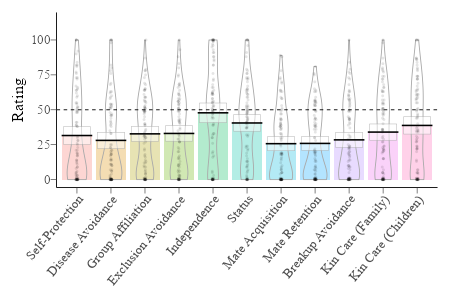 100
75
50
25
0
Rating
Self-Protection
Disease Avoidance
Group Affiliation
Exclusion Avoidance
Independence
Status
Mate Acquisition
Mate Retention
Breakup Avoidance
Kin Care (Family)
Kin Care (Children)